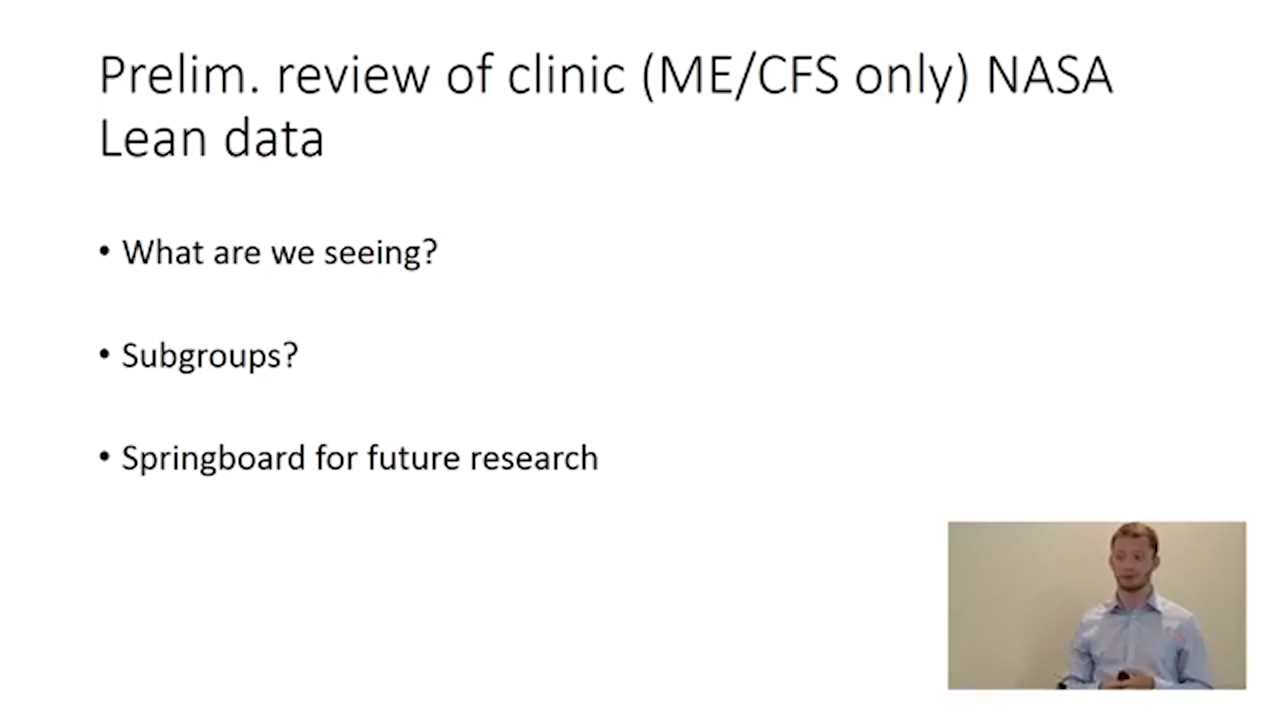 Prelim. review of clinic (ME/CFS only) NASA
Lean data
• What are we seeing?
• Subgroups?
• Springboard for future research